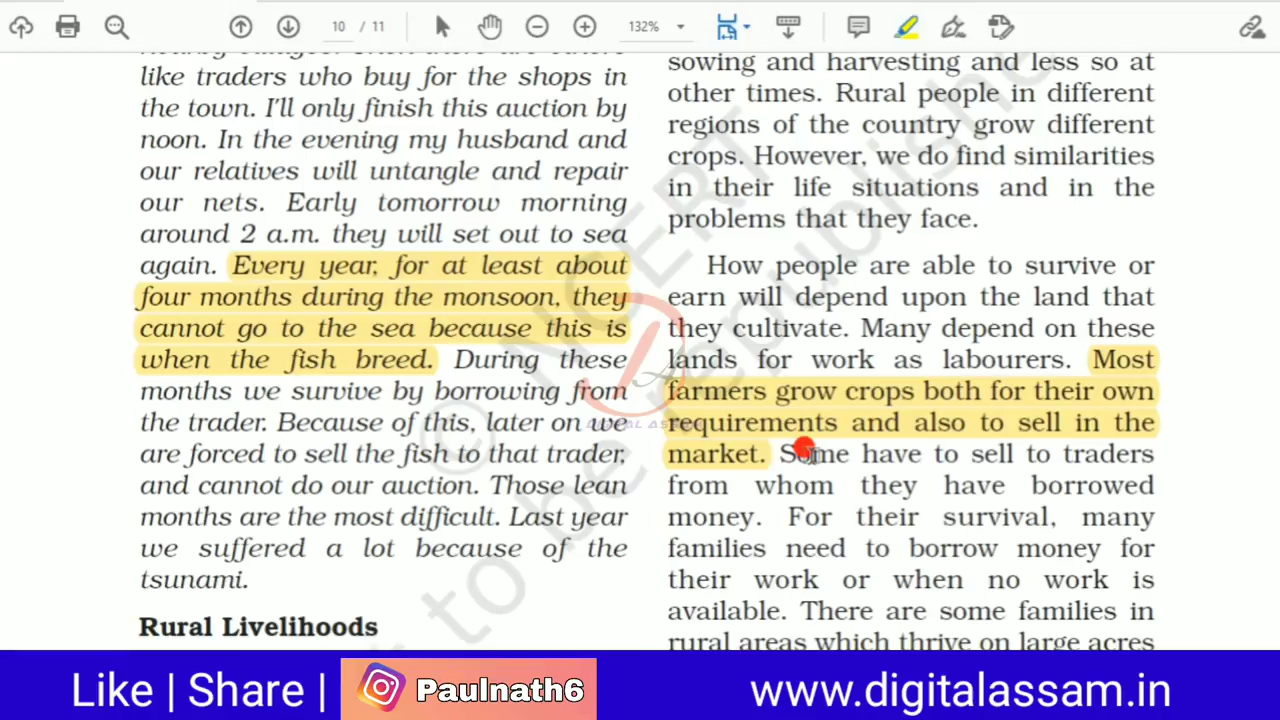 10 / 11
132%
like traders who buy for the shops in
the town. I'll only finish this auction by
noon. In the evening my husband and
our relatives will untangle and repair
our nets. Early tomorrow morning
around 2 a.m. they will set out to sea
again. Every year, for at least about
four months during the monsoon, they
cannot go to the sea because this is
when the fish breed. During these
months we survive by borrowing from
the trader. Because of this, later on we
are forced to sell the fish to that trader,
and cannot do our auction. Those lean
months are the most difficult. Last year
we suffered a lot because of the
tsunami.
Rural Livelihoods
sowing and harvesting and less so at
other times. Rural people in different
regions of the country grow different
crops. However, we do find similarities
in their life situations and in the
problems that they face.
How people are able to survive or
earn will depend upon the land that
they cultivate. Many depend on these
lands for work as labourers. Most
farmers grow crops both for their own
requirements and also to sell in the
market. Some have to sell to traders
from whom they have borrowed
money. For their survival, many
families need to borrow money for
their work or when no work is
available. There are some families in
rural areas which thrive on large acres
© NCERT
not to be republished
DIGITAL ASSAM
Like | Share |
Paulnath6
www.digitalassam.in